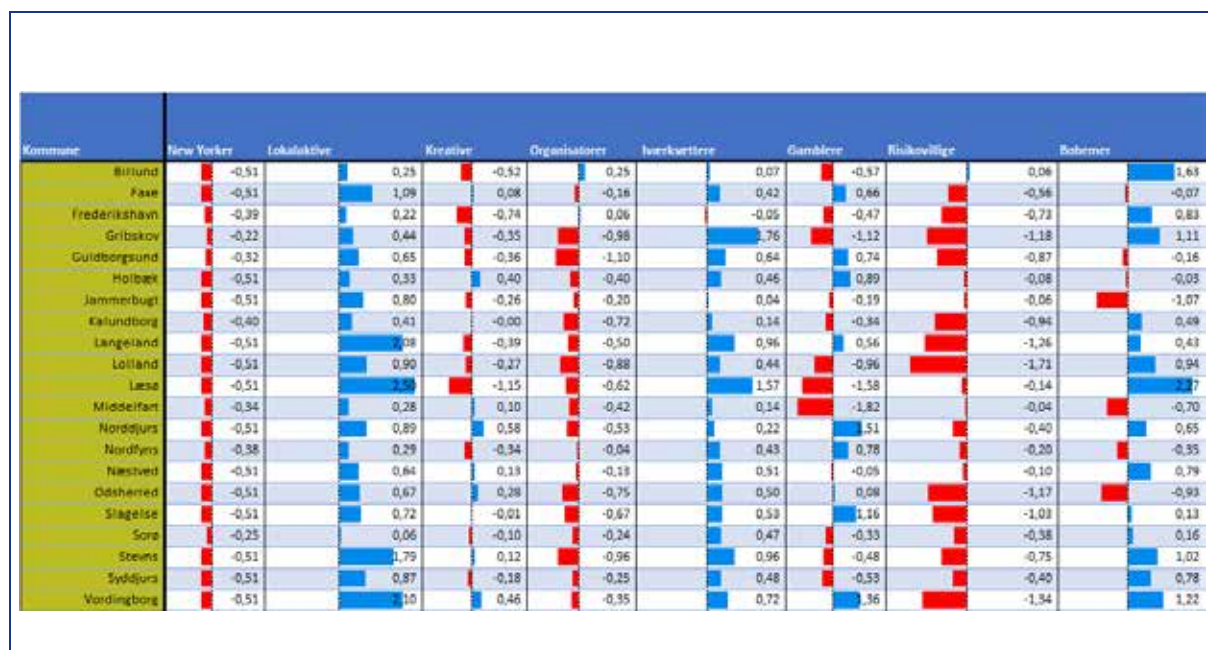 Kommune New Yorker Lokalaktive Kreative Organisatorer Iværksættere Gamblere Risikovillige Bohemer
Billund -0,51 0,25 -0,52 0,25 0,07 -0,57 0,06 1,63
Faxe -0,51 1,09 0,08 -0,16 0,42 0,66 -0,56 -0,07
Frederikshavn -0,39 0,22 -0,74 0,06 -0,05 -0,47 -0,73 0,83
Gribskov -0,22 0,44 -0,35 -0,98 1,76 -1,12 -1,18 1,11
Guldborgsund -0,32 0,65 -0,36 -1,10 0,64 0,74 -0,87 -0,16
Holbæk -0,51 0,33 0,40 -0,40 0,46 0,89 -0,08 -0,03
Jammerbugt -0,51 0,80 -0,26 -0,20 0,04 -0,19 -0,06 -1,07
Kalundborg -0,40 0,41 -0,00 -0,72 0,14 -0,34 -0,94 0,49
Langeland -0,51 2,08 -0,39 -0,50 0,96 0,56 -1,26 0,43
Lolland -0,51 0,90 -0,27 -0,88 0,44 -0,96 -1,71 0,94
Læsø -0,51 2,50 -1,15 -0,62 1,57 -1,58 -0,14 2,27
Middelfart -0,34 0,28 0,10 -0,42 0,14 -1,82 -0,04 -0,70
Norddjurs -0,51 0,89 0,58 -0,53 0,22 1,51 -0,40 0,65
Nordfyns -0,38 0,29 -0,34 -0,04 0,43 0,78 -0,20 -0,35
Næstved -0,51 0,64 0,13 -0,13 0,51 -0,05 -0,10 0,79
Odsherred -0,51 0,67 0,28 -0,75 0,50 0,08 -1,17 -0,93
Slagelse -0,51 0,72 -0,01 -0,67 0,53 1,16 -1,03 0,13
Sorø -0,25 0,06 -0,10 -0,24 0,47 -0,33 -0,38 0,16
Stevns -0,51 1,79 0,12 -0,96 0,96 -0,48 -0,75 1,02
Syddjurs -0,51 0,87 -0,18 -0,25 0,48 -0,53 -0,40 0,78
Vordingborg -0,51 2,10 0,46 -0,35 0,72 1,36 -1,34 1,22